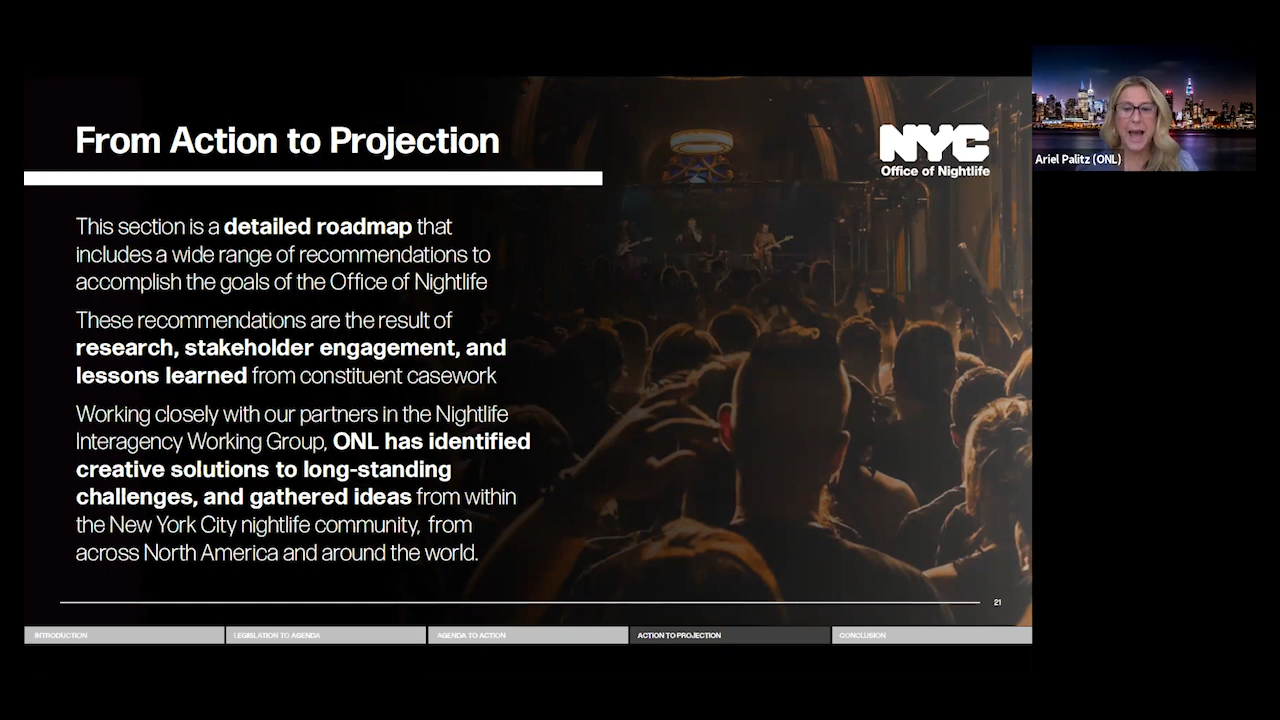 From Action to Projection
NYC
Office of Nightlife
Ariel Palitz (ONL)
This section is a detailed roadmap that
includes a wide range of recommendations to
accomplish the goals of the Office of Nightlife
These recommendations are the result of
research, stakeholder engagement, and
lessons learned from constituent casework
Working closely with our partners in the Nightlife
Interagency Working Group, ONL has identified
creative solutions to long-standing
challenges, and gathered ideas from within
the New York City nightlife community, from
across North America and around the world.
21
INTRODUCTION
LEGISLATION TO AGENDA
AGENDA TO ACTION
ACTION TO PROJECTION
CONCLUSION